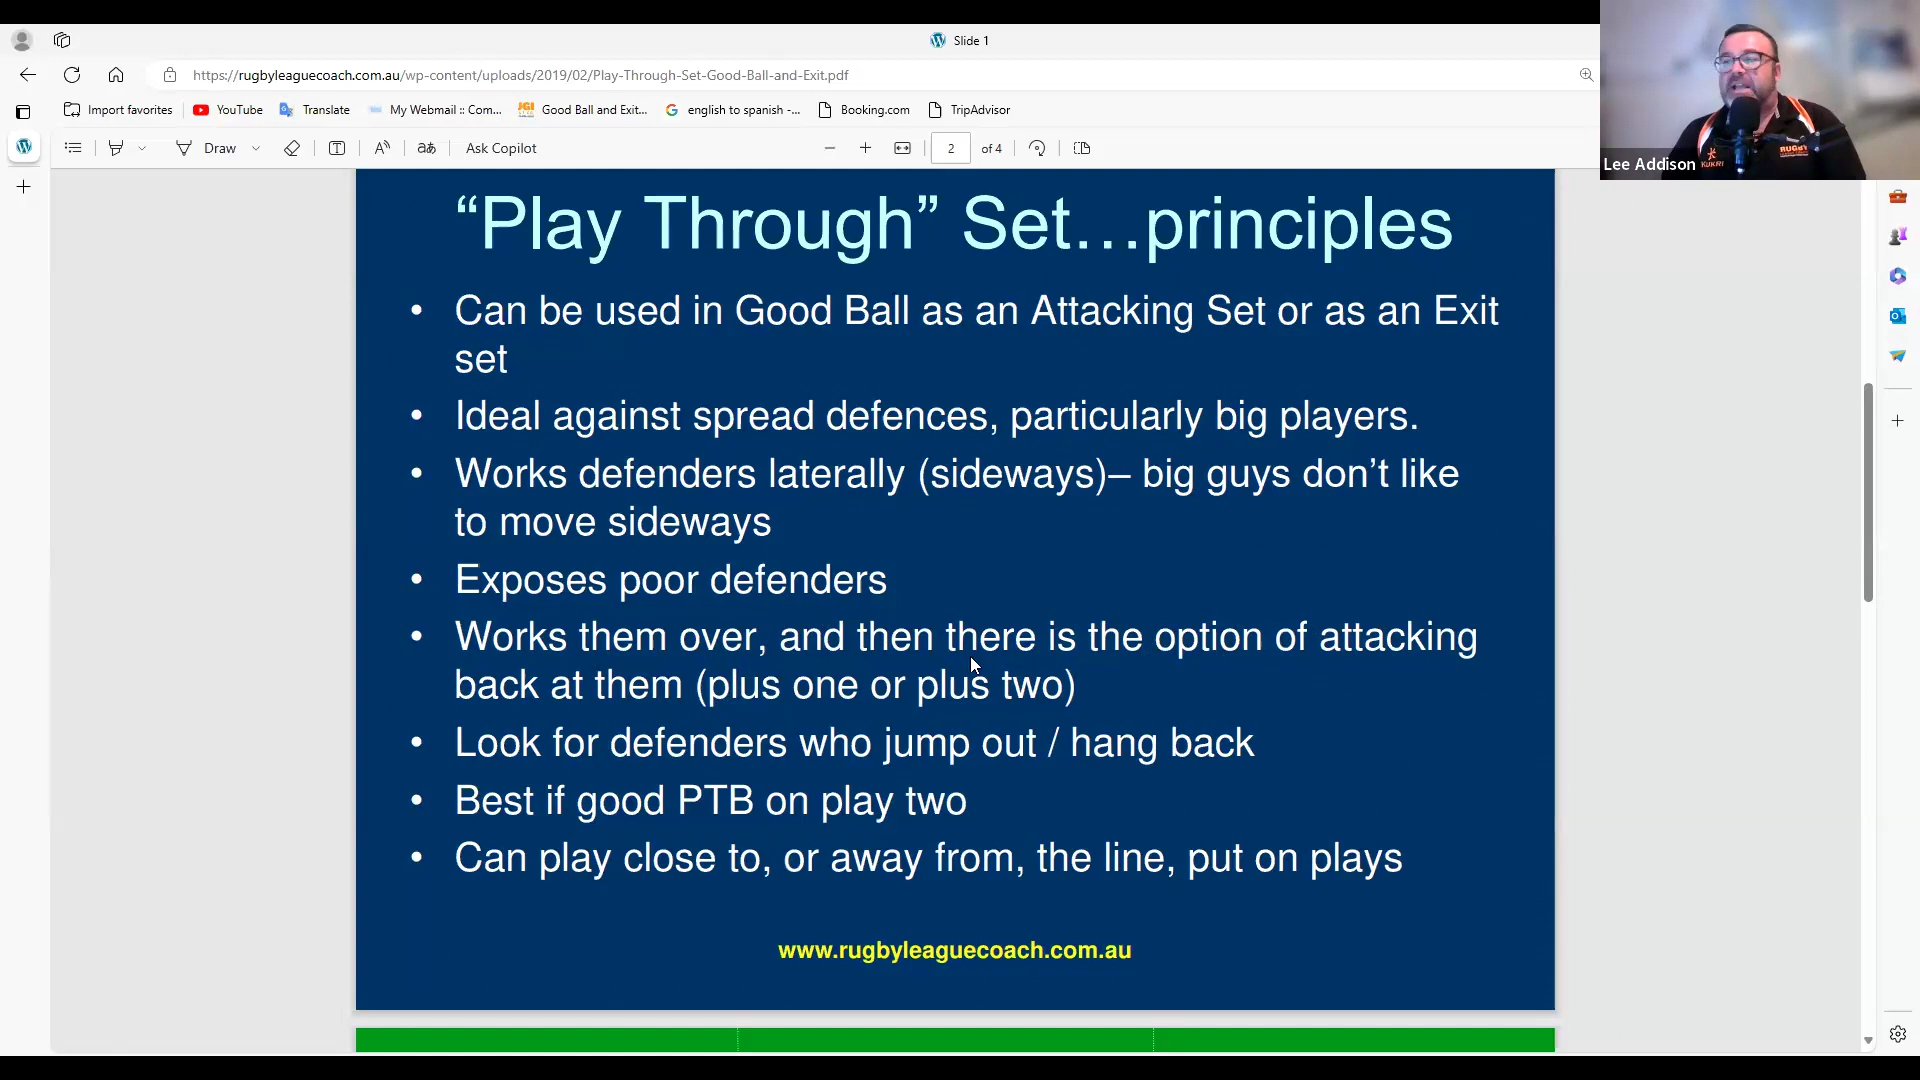 Slide 1
https://rugbyleaguecoach.com.au/wp-content/uploads/2019/02/Play-Through-Set-Good-Ball-and-Exit.pdf
Import favorites YouTube Translate My Webmail :: Com... Good Ball and Exit... english to spanish -... Booking.com TripAdvisor
Draw Ask Copilot 2 of 4
Lee Addison
KUKRI
RUGBY
“Play Through” Set…principles
• Can be used in Good Ball as an Attacking Set or as an Exit
set
• Ideal against spread defences, particularly big players.
• Works defenders laterally (sideways)– big guys don’t like
to move sideways
• Exposes poor defenders
• Works them over, and then there is the option of attacking
back at them (plus one or plus two)
• Look for defenders who jump out / hang back
• Best if good PTB on play two
• Can play close to, or away from, the line, put on plays
www.rugbyleaguecoach.com.au